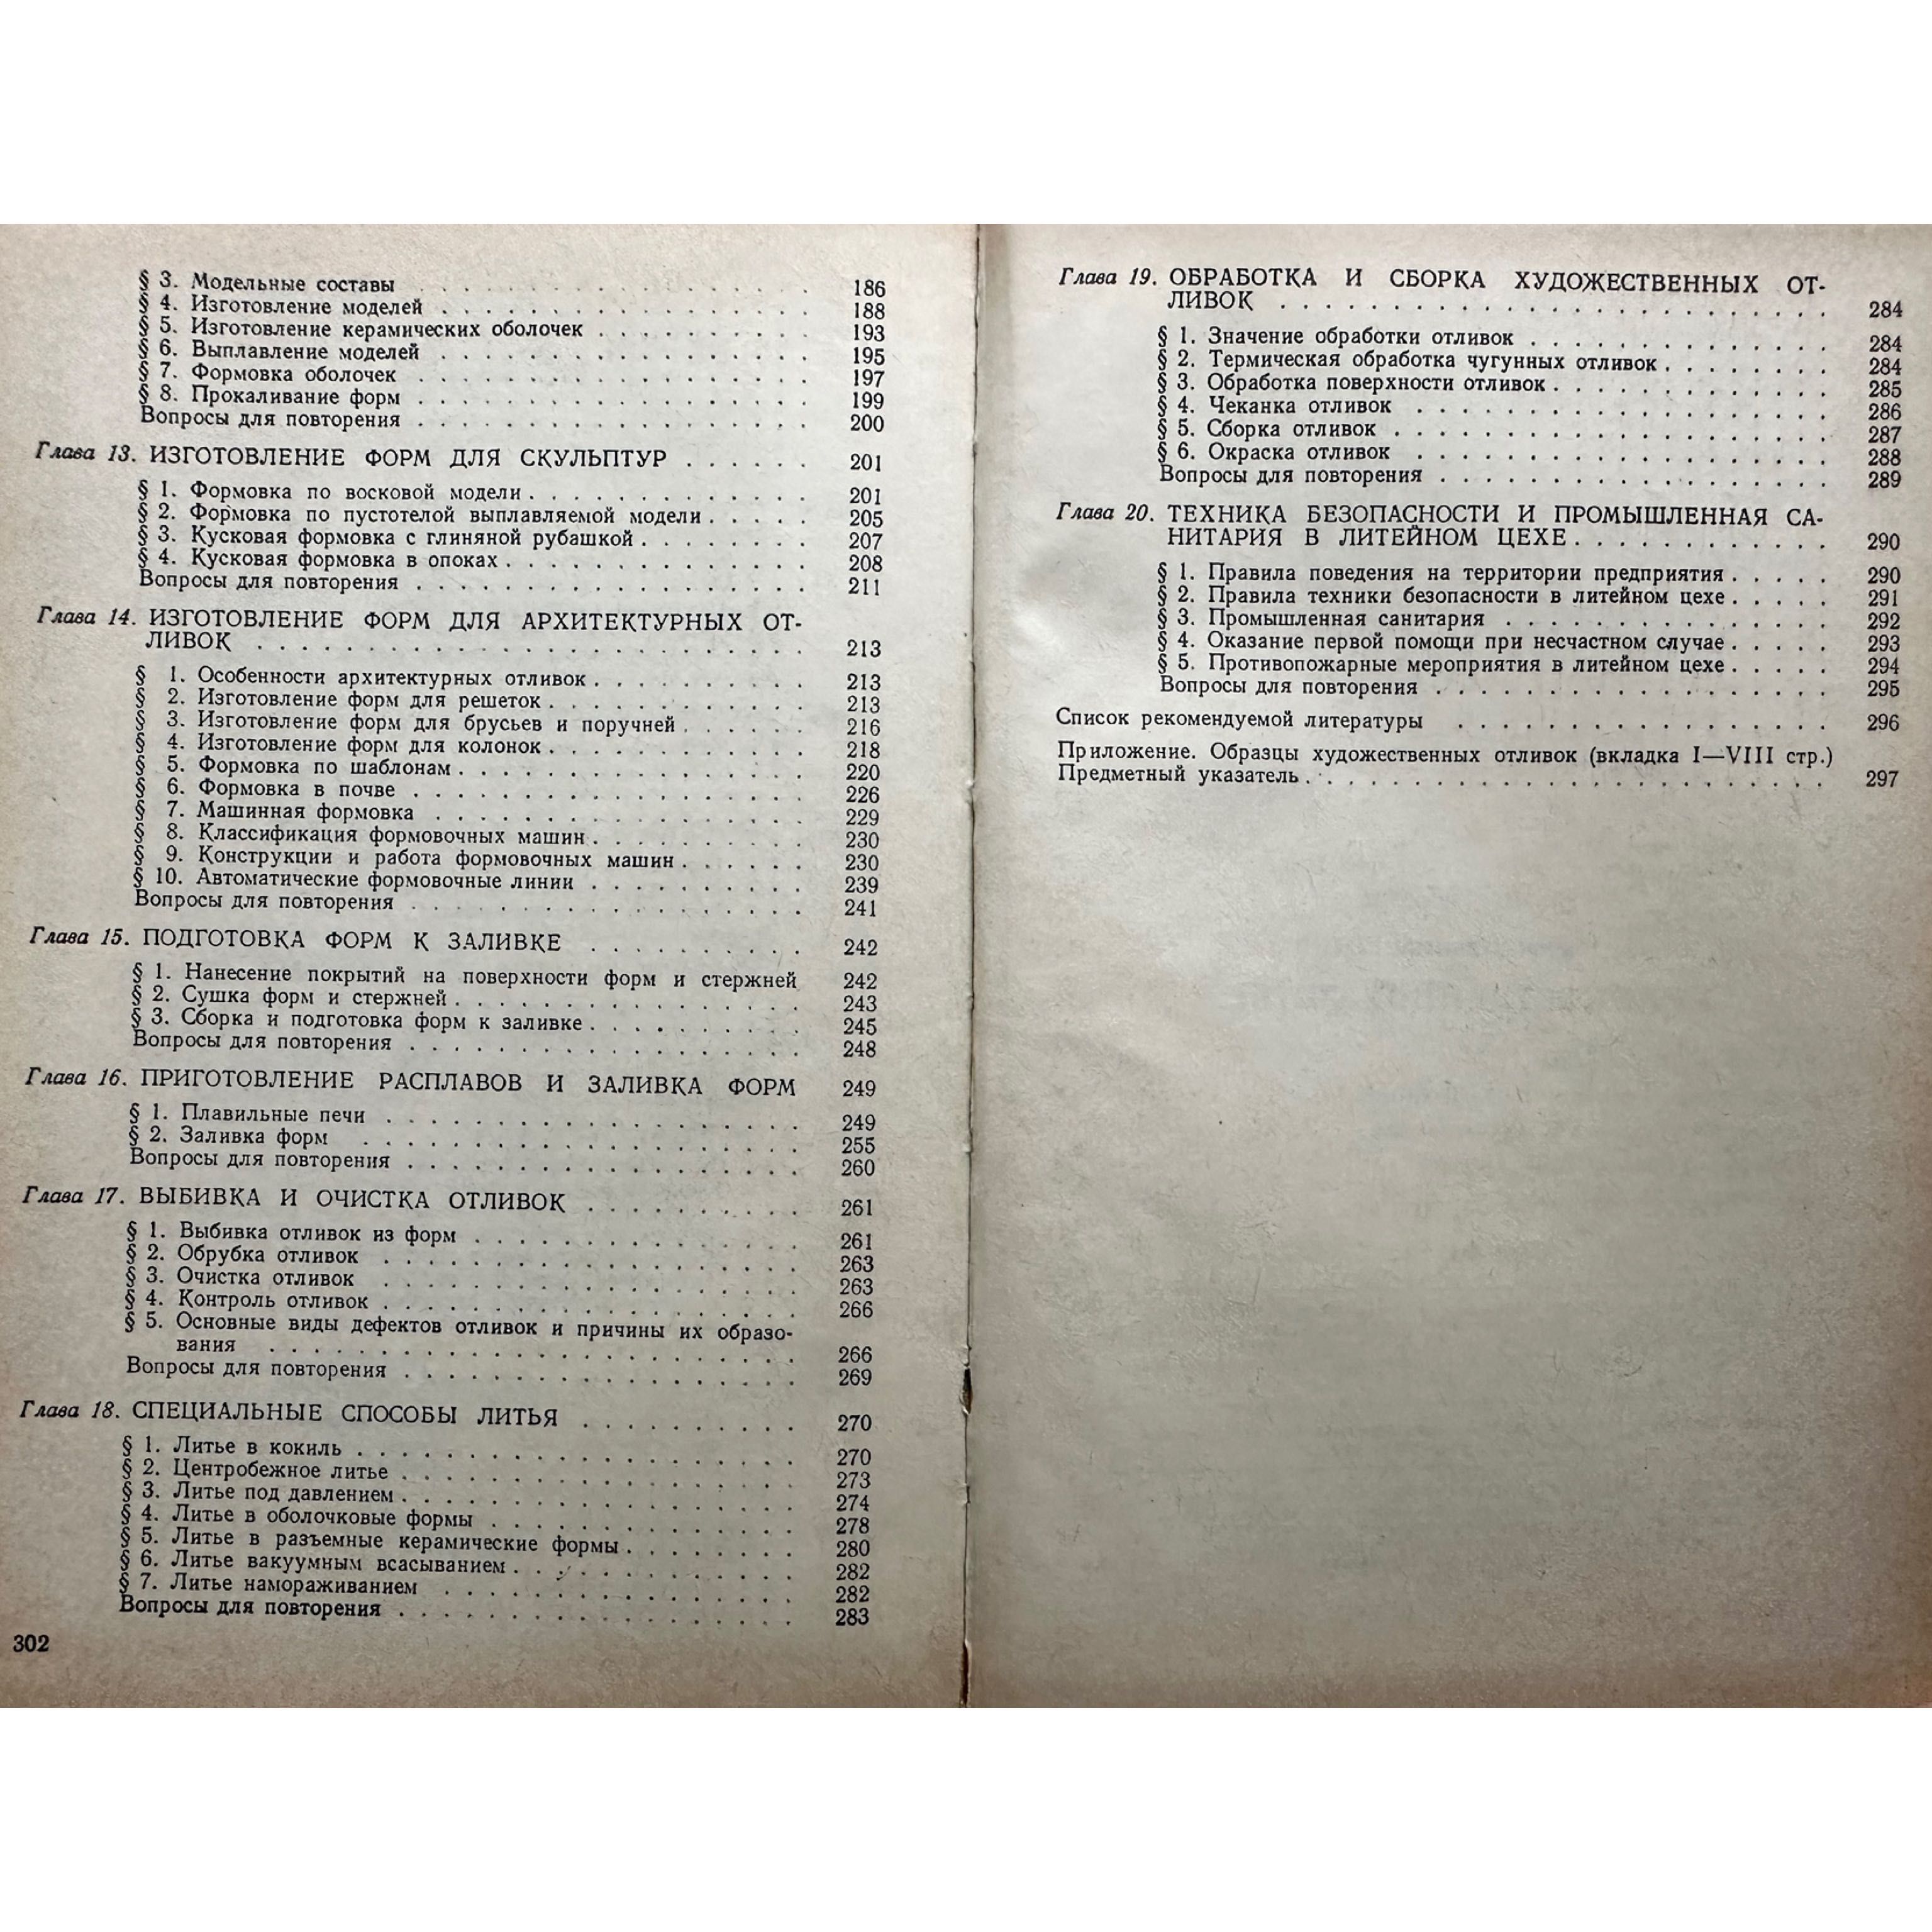 § 3. Модельные составы . . . . . . . . . . . . . . . . . . 186
§ 4. Изготовление моделей . . . . . . . . . . . . . . . . . 188
§ 5. Изготовление керамических оболочек . . . . . . . . . . 193
§ 6. Выплавление моделей . . . . . . . . . . . . . . . . . 195
§ 7. Формовка оболочек . . . . . . . . . . . . . . . . . . 197
§ 8. Прокаливание форм . . . . . . . . . . . . . . . . . . 199
Вопросы для повторения . . . . . . . . . . . . . . . . . . 200
Глава 13. ИЗГОТОВЛЕНИЕ ФОРМ ДЛЯ СКУЛЬПТУР . . . . . . 201
§ 1. Формовка по восковой модели . . . . . . . . . . . . . 201
§ 2. Формовка по пустотелой выплавляемой модели . . . . . 205
§ 3. Кусковая формовка с глиняной рубашкой . . . . . . . . 207
§ 4. Кусковая формовка в опоках . . . . . . . . . . . . . . 208
Вопросы для повторения . . . . . . . . . . . . . . . . . . 211
Глава 14. ИЗГОТОВЛЕНИЕ ФОРМ ДЛЯ АРХИТЕКТУРНЫХ ОТ-
ЛИВОК . . . . . . . . . . . . . . . . . . . . . . . . . 213
§ 1. Особенности архитектурных отливок . . . . . . . . . . 213
§ 2. Изготовление форм для решеток . . . . . . . . . . . . 213
§ 3. Изготовление форм для брусьев и поручней . . . . . . 216
§ 4. Изготовление форм для колонок . . . . . . . . . . . . 218
§ 5. Формовка по шаблонам . . . . . . . . . . . . . . . . 220
§ 6. Формовка в почве . . . . . . . . . . . . . . . . . . 226
§ 7. Машинная формовка . . . . . . . . . . . . . . . . . 229
§ 8. Классификация формовочных машин . . . . . . . . . . 230
§ 9. Конструкции и работа формовочных машин . . . . . . 230
§ 10. Автоматические формовочные линии . . . . . . . . . . 239
Вопросы для повторения . . . . . . . . . . . . . . . . . . 241
Глава 15. ПОДГОТОВКА ФОРМ К ЗАЛИВКЕ . . . . . . . . . . 242
§ 1. Нанесение покрытий на поверхности форм и стержней 242
§ 2. Сушка форм и стержней . . . . . . . . . . . . . . . . 243
§ 3. Сборка и подготовка форм к заливке . . . . . . . . . . 245
Вопросы для повторения . . . . . . . . . . . . . . . . . . 248
Глава 16. ПРИГОТОВЛЕНИЕ РАСПЛАВОВ И ЗАЛИВКА ФОРМ 249
§ 1. Плавильные печи . . . . . . . . . . . . . . . . . . . 249
§ 2. Заливка форм . . . . . . . . . . . . . . . . . . . . 255
Вопросы для повторения . . . . . . . . . . . . . . . . . . 260
Глава 17. ВЫБИВКА И ОЧИСТКА ОТЛИВОК . . . . . . . . . . 261
§ 1. Выбивка отливок из форм . . . . . . . . . . . . . . . 261
§ 2. Обрубка отливок . . . . . . . . . . . . . . . . . . . 263
§ 3. Очистка отливок . . . . . . . . . . . . . . . . . . . 263
§ 4. Контроль отливок . . . . . . . . . . . . . . . . . . . 266
§ 5. Основные виды дефектов отливок и причины их образо-
вания . . . . . . . . . . . . . . . . . . . . . . . . 266
Вопросы для повторения . . . . . . . . . . . . . . . . . . 269
Глава 18. СПЕЦИАЛЬНЫЕ СПОСОБЫ ЛИТЬЯ . . . . . . . . . . 270
§ 1. Литье в кокиль . . . . . . . . . . . . . . . . . . . . 270
§ 2. Центробежное литье . . . . . . . . . . . . . . . . . . 273
§ 3. Литье под давлением . . . . . . . . . . . . . . . . . . 274
§ 4. Литье в оболочковые формы . . . . . . . . . . . . . . 278
§ 5. Литье в разъемные керамические формы . . . . . . . . 280
§ 6. Литье вакуумным всасыванием . . . . . . . . . . . . . 282
§ 7. Литье намораживанием . . . . . . . . . . . . . . . . 282
Вопросы для повторения . . . . . . . . . . . . . . . . . . 283
302
Глава 19. ОБРАБОТКА И СБОРКА ХУДОЖЕСТВЕННЫХ ОТ-
ЛИВОК . . . . . . . . . . . . . . . . . . . . . . . . . 284
§ 1. Значение обработки отливок . . . . . . . . . . . . . . 284
§ 2. Термическая обработка чугунных отливок . . . . . . . . 284
§ 3. Обработка поверхности отливок . . . . . . . . . . . . . 285
§ 4. Чеканка отливок . . . . . . . . . . . . . . . . . . . 286
§ 5. Сборка отливок . . . . . . . . . . . . . . . . . . . . 287
§ 6. Окраска отливок . . . . . . . . . . . . . . . . . . . 288
Вопросы для повторения . . . . . . . . . . . . . . . . . . 289
Глава 20. ТЕХНИКА БЕЗОПАСНОСТИ И ПРОМЫШЛЕННАЯ СА-
НИТАРИЯ В ЛИТЕЙНОМ ЦЕХЕ . . . . . . . . . . . . 290
§ 1. Правила поведения на территории предприятия . . . . . 290
§ 2. Правила техники безопасности в литейном цехе . . . . . 291
§ 3. Промышленная санитария . . . . . . . . . . . . . . . 292
§ 4. Оказание первой помощи при несчастном случае . . . . . 293
§ 5. Противопожарные мероприятия в литейном цехе . . . . . 294
Вопросы для повторения . . . . . . . . . . . . . . . . . . 295
Список рекомендуемой литературы . . . . . . . . . . . . . . . . . 296
Приложение. Образцы художественных отливок (вкладка I—VIII стр.)
Предметный указатель . . . . . . . . . . . . . . . . . . . . . . . 297